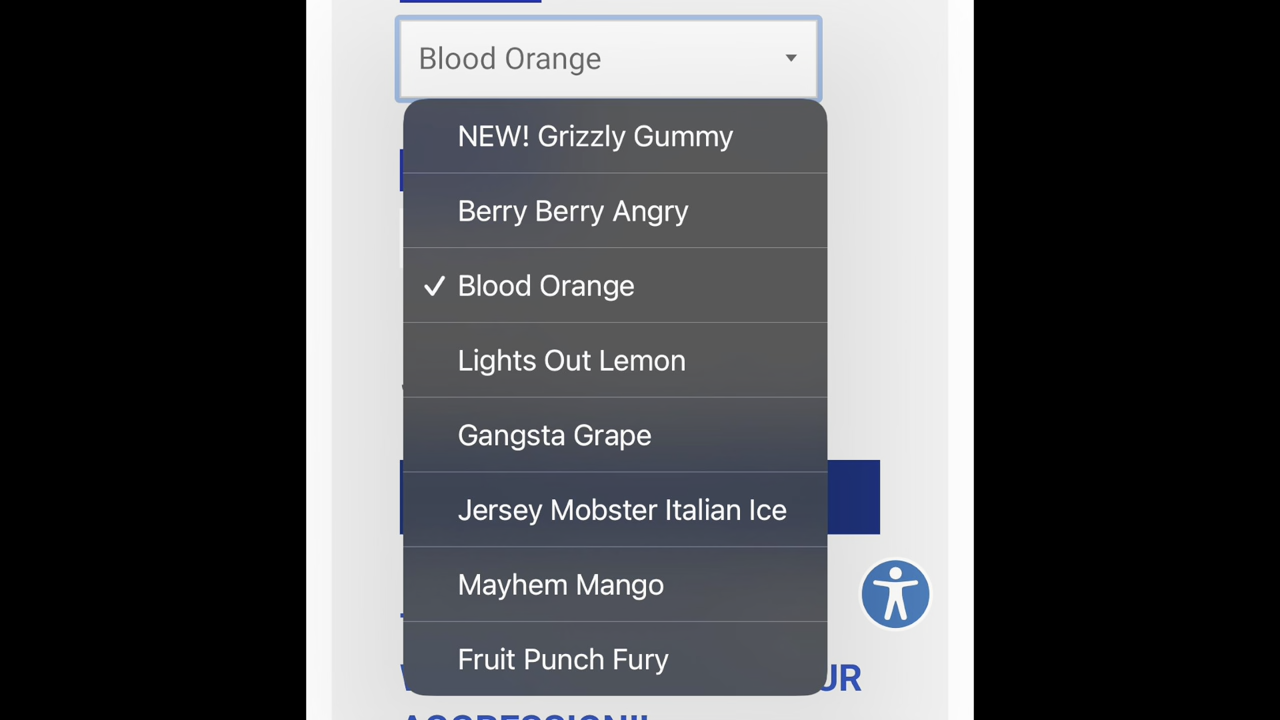 Blood Orange
NEW! Grizzly Gummy
Berry Berry Angry
Blood Orange
Lights Out Lemon
Gangsta Grape
Jersey Mobster Italian Ice
Mayhem Mango
Fruit Punch Fury